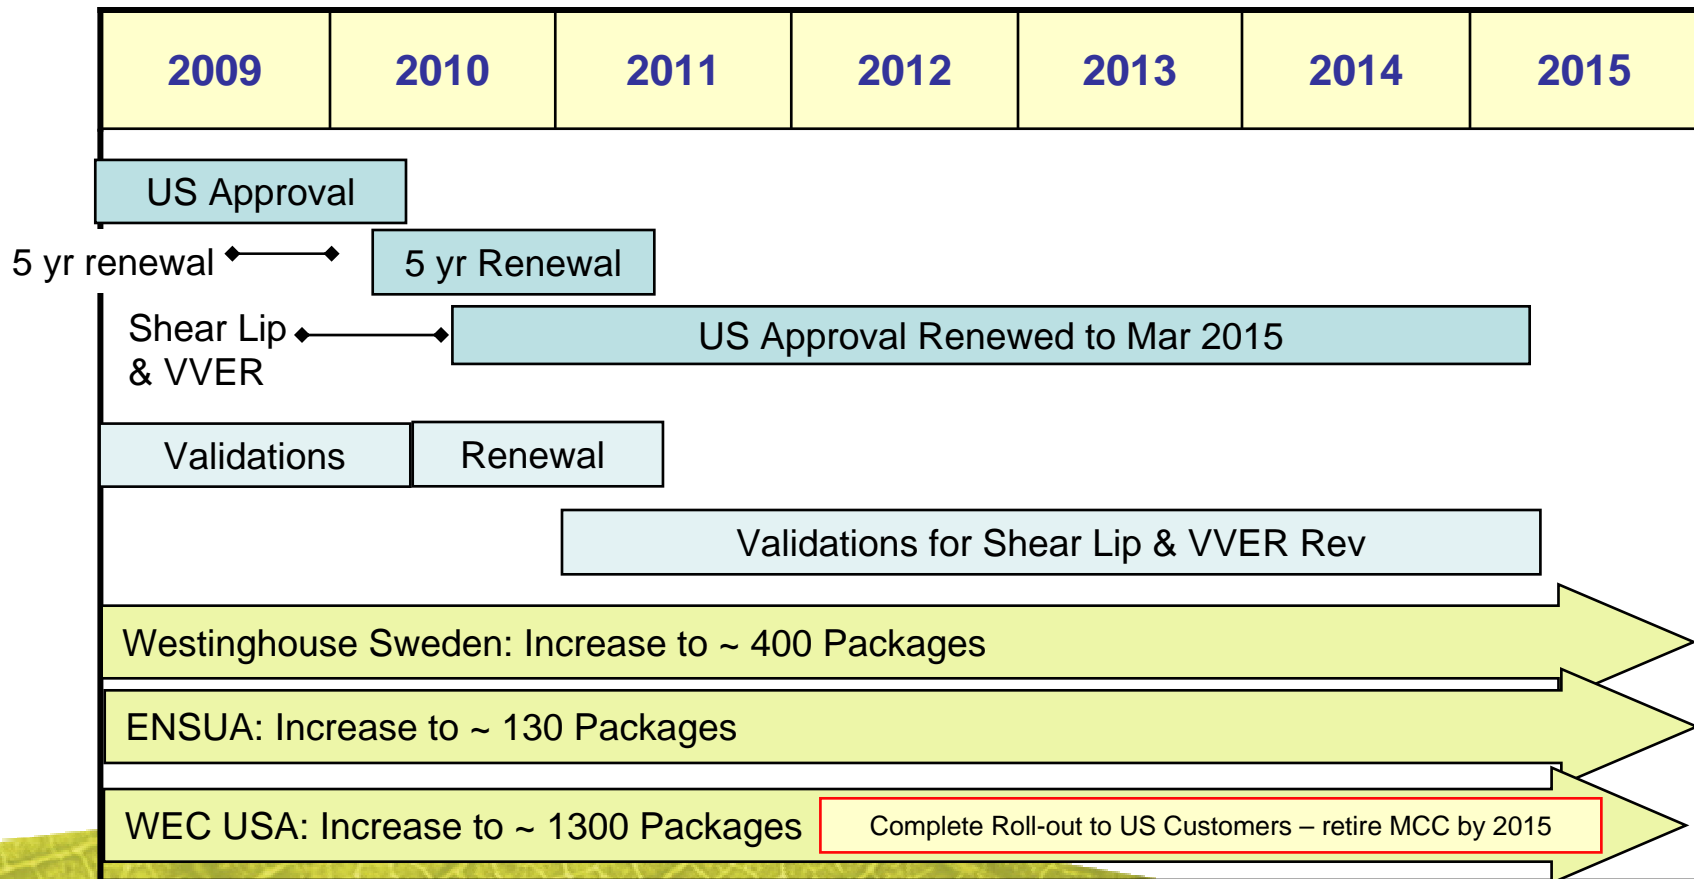 2009 2010 2011 2012 2013 2014 2015
US Approval
5 yr renewal
5 yr Renewal
Shear Lip
& VVER
US Approval Renewed to Mar 2015
Validations
Renewal
Validations for Shear Lip & VVER Rev
Westinghouse Sweden: Increase to ~ 400 Packages
ENSUA: Increase to ~ 130 Packages
WEC USA: Increase to ~ 1300 Packages
Complete Roll-out to US Customers – retire MCC by 2015